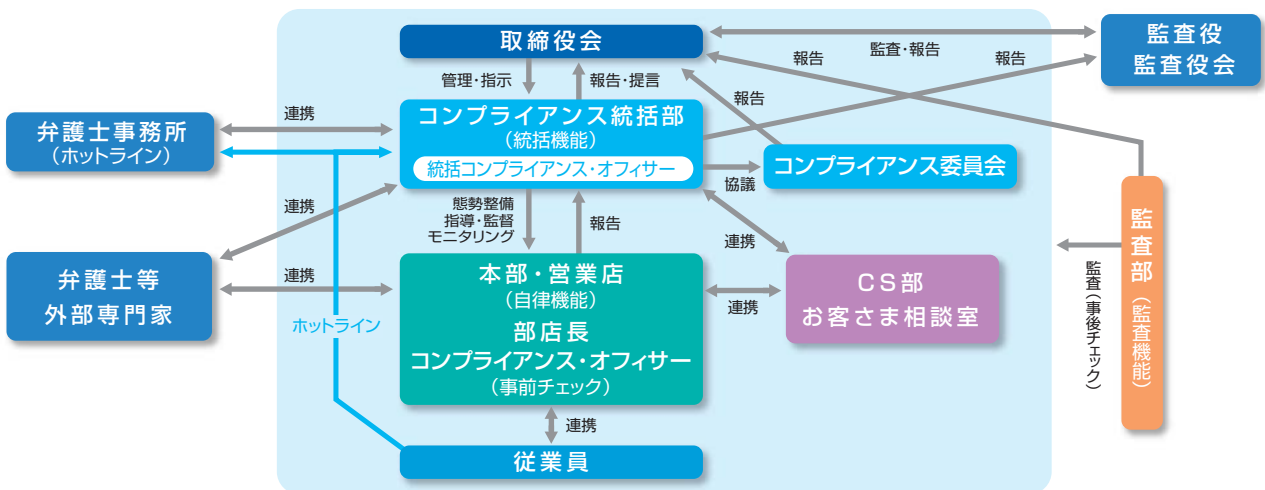 取締役会
監査・報告
報告
報告
監査役
監査役会
管理・指示
報告・提言
報告
連携
弁護士事務所
（ホットライン）
コンプライアンス統括部
（統括機能）
統括コンプライアンス・オフィサー
協議
コンプライアンス委員会
連携
態勢整備
指導・監督
モニタリング
報告
連携
弁護士等
外部専門家
連携
ホットライン
本部・営業店
（自律機能）
部店長
コンプライアンス・オフィサー
（事前チェック）
連携
CS部
お客さま相談室
監査（事後チェック）
監査部（監査機能）
連携
従業員